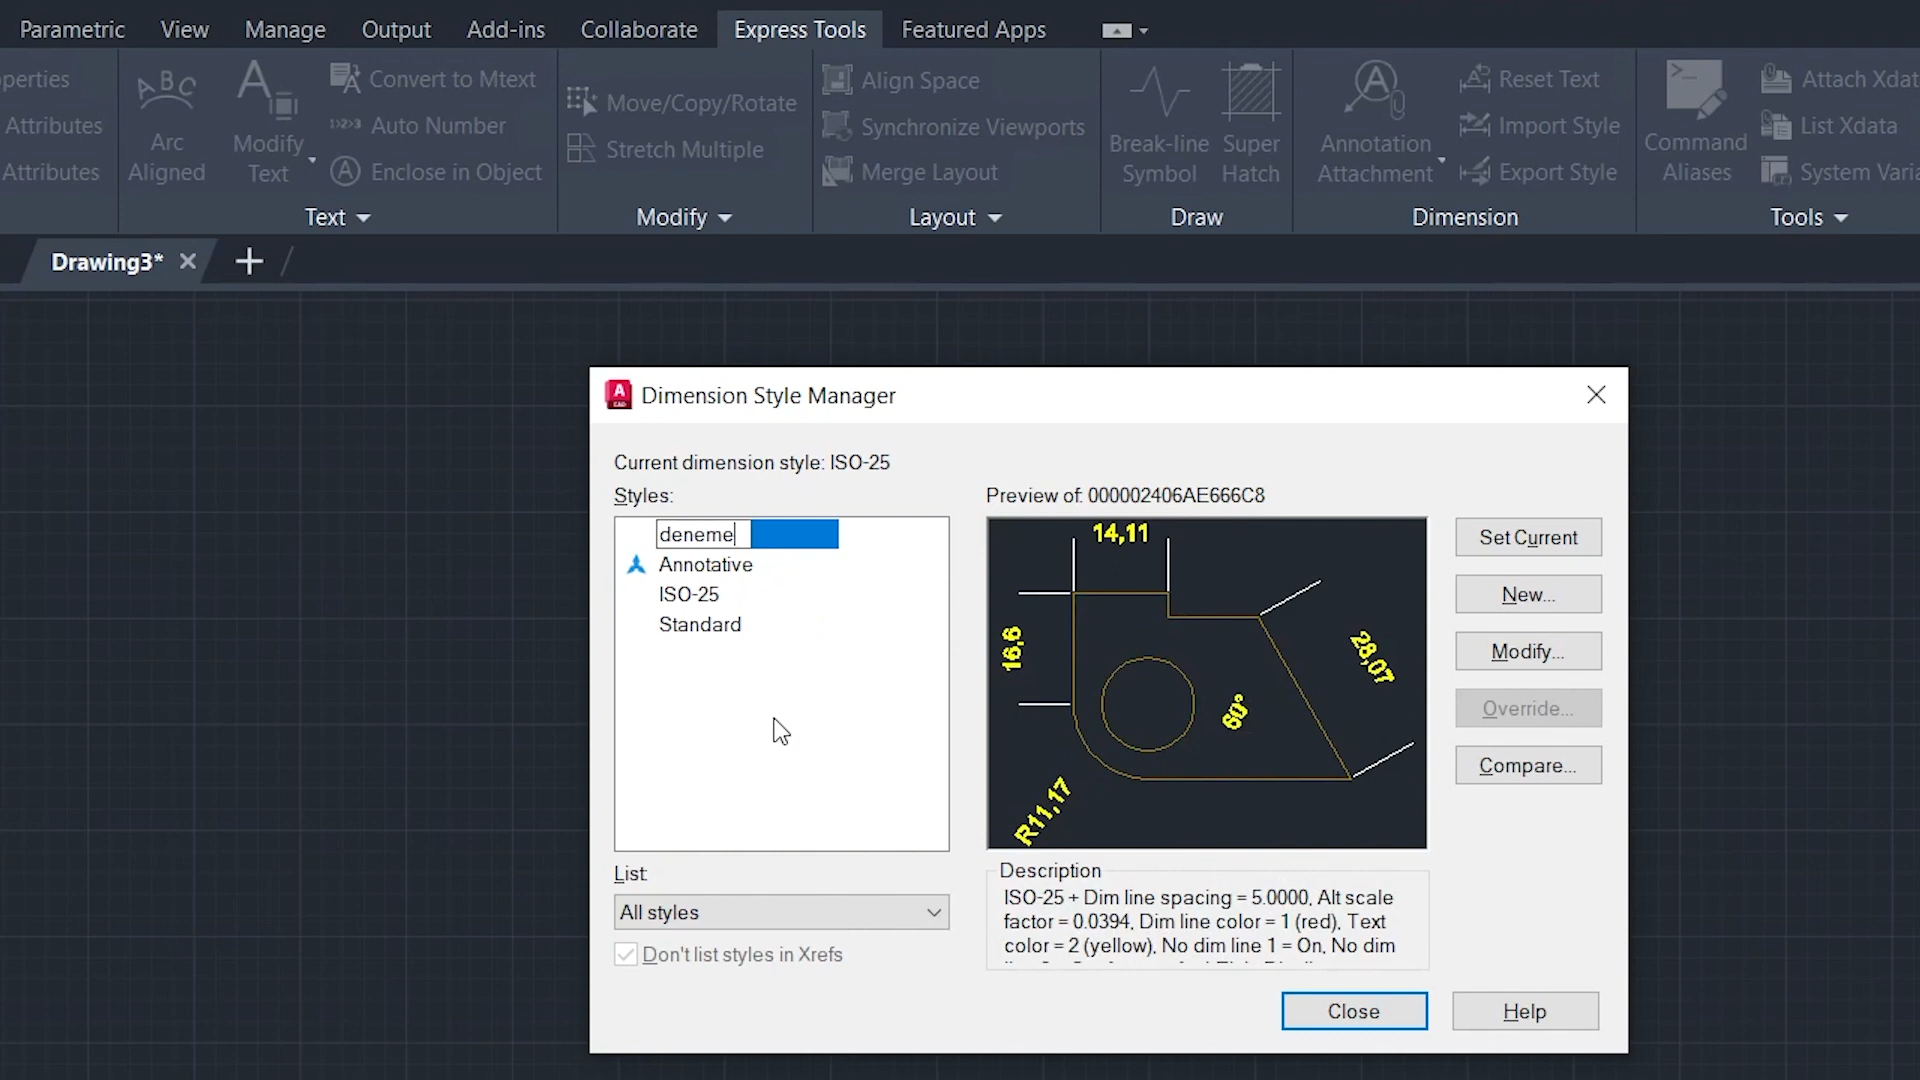 Parametric View Manage Output Add-ins Collaborate Express Tools Featured Apps
perties
Attributes
Attributes
ABC
Arc
Aligned
Modify
Text
Convert to Mtext
Auto Number
Enclose in Object
Text
Move/Copy/Rotate
Stretch Multiple
Modify
Align Space
Synchronize Viewports
Merge Layout
Layout
Break-line
Symbol
Super
Hatch
Draw
Annotation
Attachment
Reset Text
Import Style
Export Style
Dimension
Command
Aliases
Attach Xdat
List Xdata
System Varia
Tools
Drawing3*
Dimension Style Manager
Current dimension style: ISO-25
Styles:
deneme
Annotative
ISO-25
Standard
List:
All styles
Don't list styles in Xrefs
Preview of: 000002406AE666C8
14,11
16,6
28,07
60°
R11,17
Set Current
New...
Modify...
Override...
Compare...
Description
ISO-25 + Dim line spacing = 5.0000, Alt scale
factor = 0.0394, Dim line color = 1 (red), Text
color = 2 (yellow), No dim line 1 = On, No dim
Close
Help